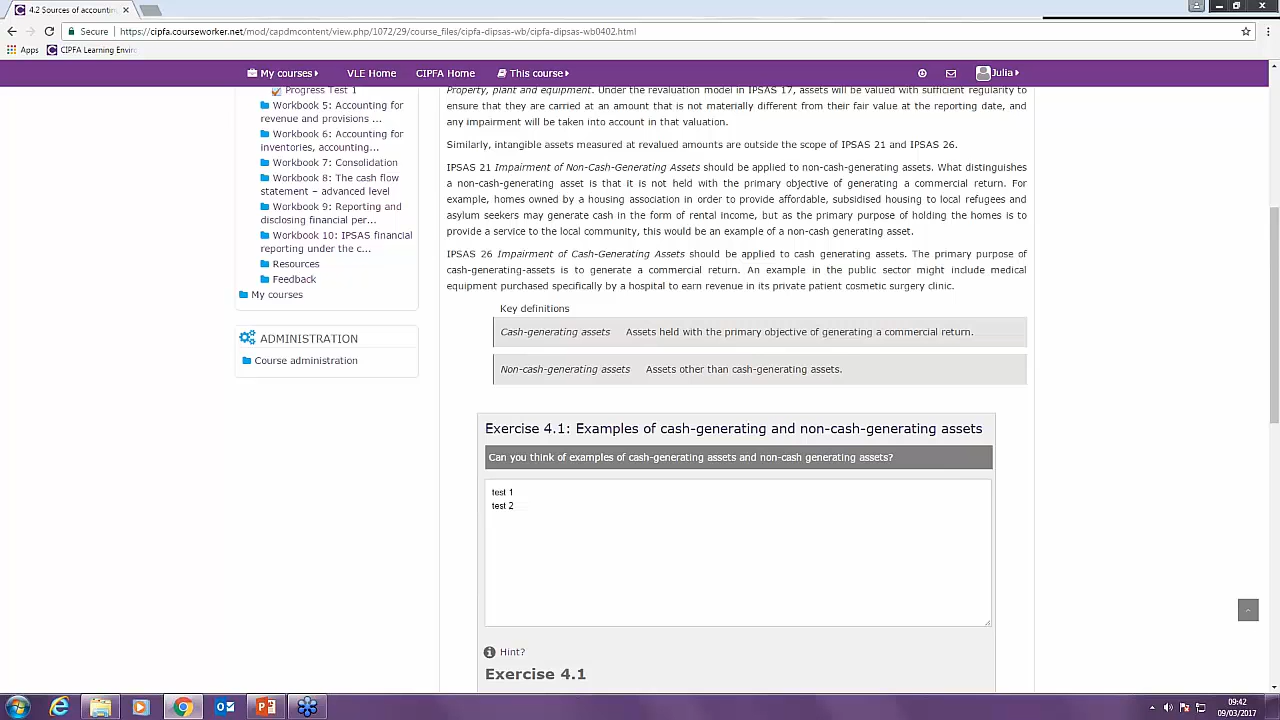 4.2 Sources of accountin
Secure
https://cipfa.courseworker.net/mod/capdmcontent/view.php/1072/29/course_files/cipfa-dipsas-wb/cipfa-dipsas-wb0402.html
Apps
CIPFA Learning Enviro
My courses
VLE Home
CIPFA Home
This course
Julia
Progress Test 1
Workbook 5: Accounting for
revenue and provisions ...
Workbook 6: Accounting for
inventories, accounting...
Workbook 7: Consolidation
Workbook 8: The cash flow
statement – advanced level
Workbook 9: Reporting and
disclosing financial per...
Workbook 10: IPSAS financial
reporting under the c...
Resources
Feedback
My courses
ADMINISTRATION
Course administration
Property, plant and equipment. Under the revaluation model in IPSAS 17, assets will be valued with sufficient regularity to
ensure that they are carried at an amount that is not materially different from their fair value at the reporting date, and
any impairment will be taken into account in that valuation.
Similarly, intangible assets measured at revalued amounts are outside the scope of IPSAS 21 and IPSAS 26.
IPSAS 21 Impairment of Non-Cash-Generating Assets should be applied to non-cash-generating assets. What distinguishes
a non-cash-generating asset is that it is not held with the primary objective of generating a commercial return. For
example, homes owned by a housing association in order to provide affordable, subsidised housing to local refugees and
asylum seekers may generate cash in the form of rental income, but as the primary purpose of holding the homes is to
provide a service to the local community, this would be an example of a non-cash generating asset.
IPSAS 26 Impairment of Cash-Generating Assets should be applied to cash generating assets. The primary purpose of
cash-generating-assets is to generate a commercial return. An example in the public sector might include medical
equipment purchased specifically by a hospital to earn revenue in its private patient cosmetic surgery clinic.
Key definitions
Cash-generating assets Assets held with the primary objective of generating a commercial return.
Non-cash-generating assets Assets other than cash-generating assets.
Exercise 4.1: Examples of cash-generating and non-cash-generating assets
Can you think of examples of cash-generating assets and non-cash generating assets?
test 1
test 2
Hint?
Exercise 4.1
09:42
09/03/2017